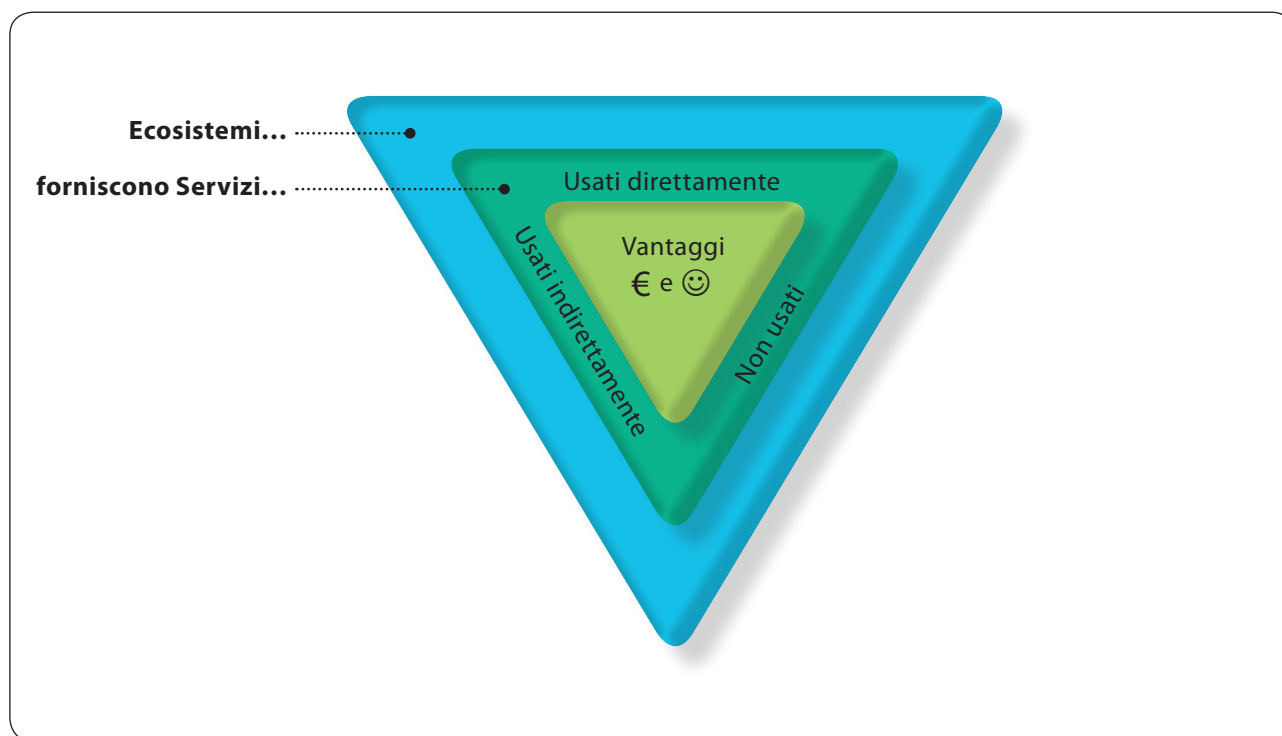 Ecosistemi...
forniscono Servizi...
Usati direttamente
Usati indirettamente
Non usati
Vantaggi
€ e ☺